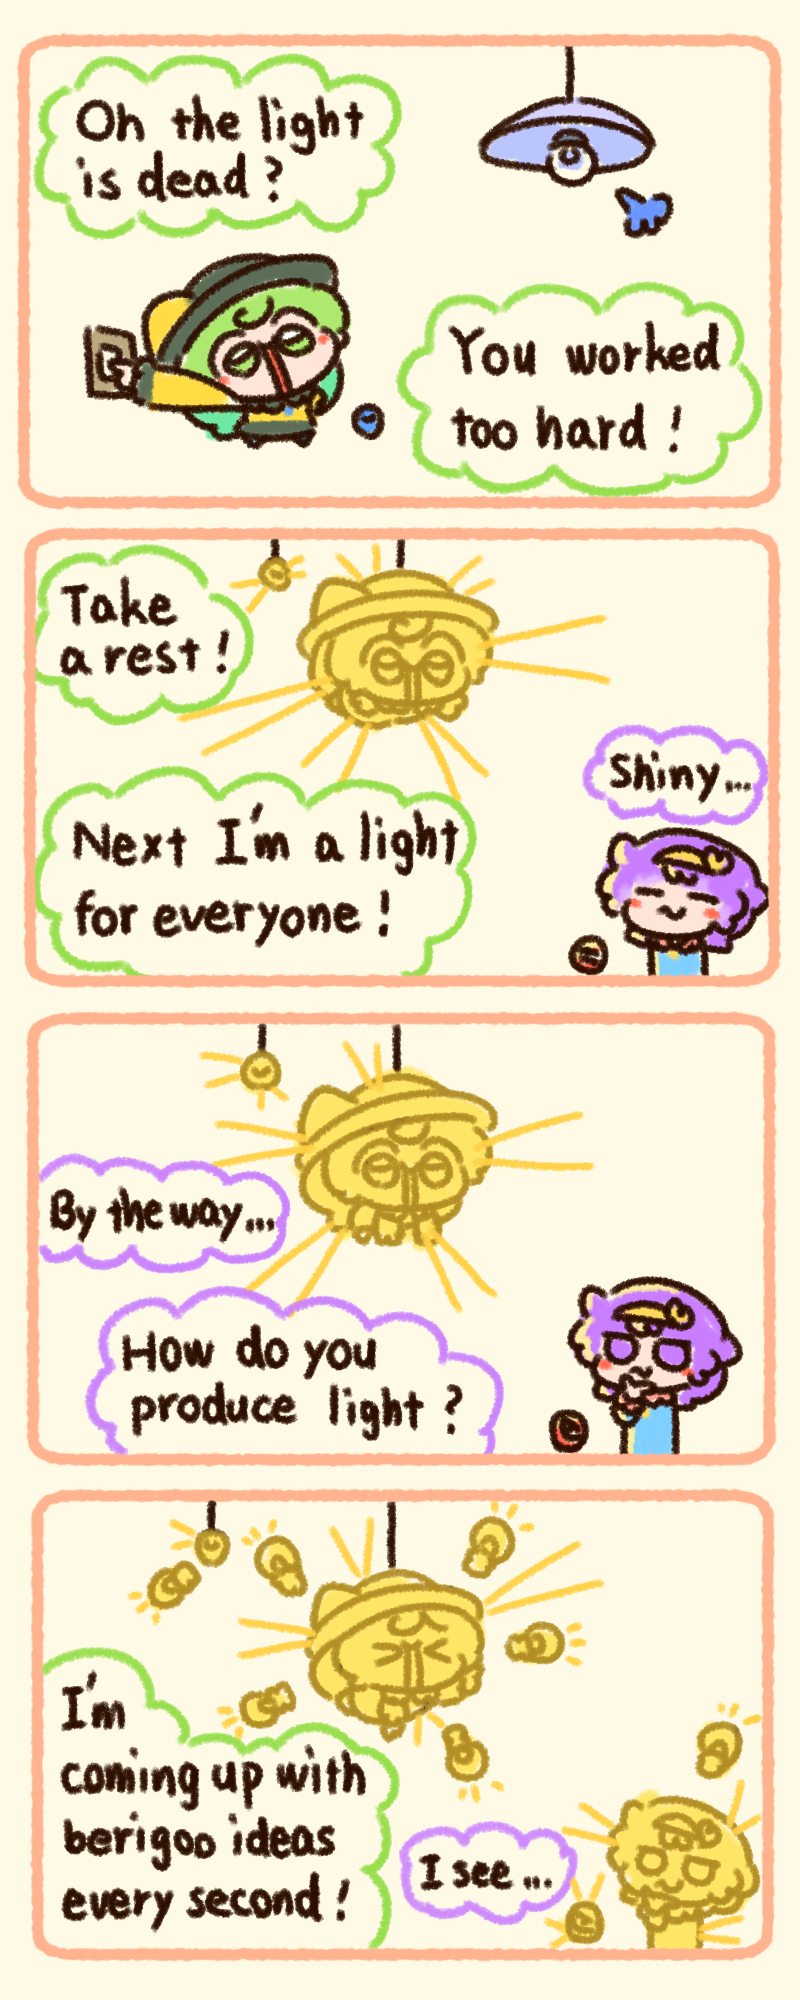 Oh the light
is dead?
You worked
too hard!
Take
a rest!
Shiny...
Next I'm a light
for everyone!
By the way...
How do you
produce light?
I'm
coming up with
berigoo ideas
every second!
I see...